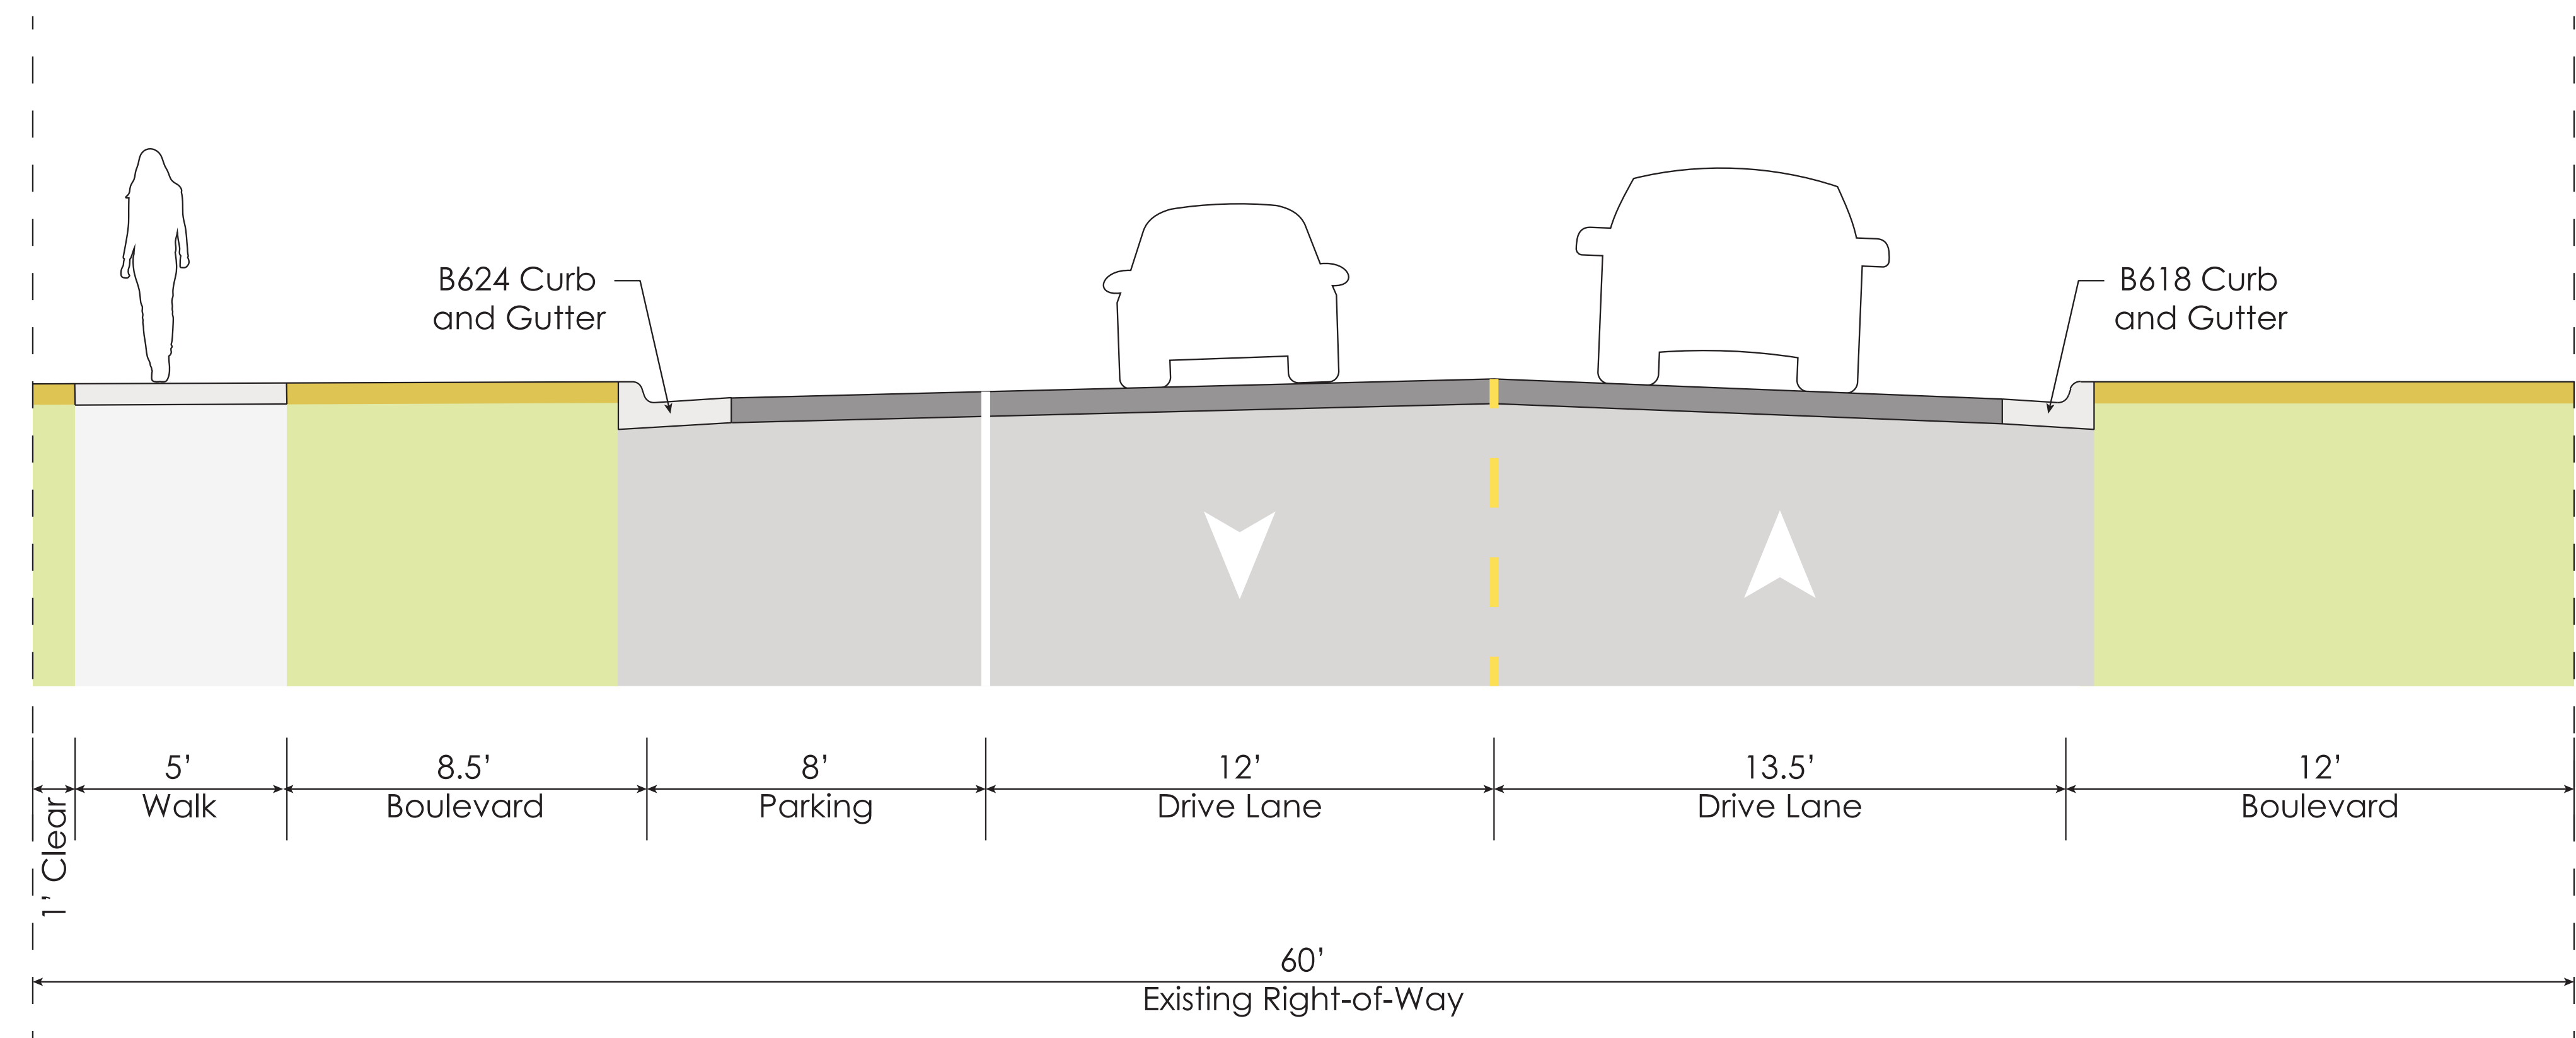 B624 Curb
and Gutter
B618 Curb
and Gutter
1’ Clear
5’
Walk
8.5’
Boulevard
8’
Parking
12’
Drive Lane
13.5’
Drive Lane
12’
Boulevard
60’
Existing Right-of-Way